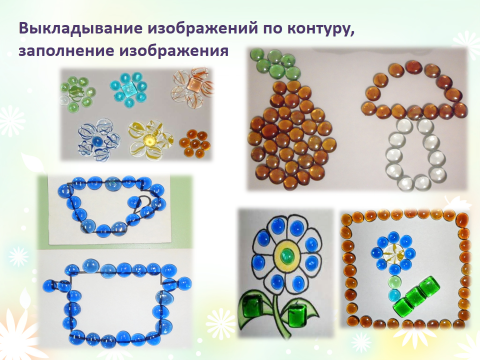 Выкладывание изображений по контуру,
заполнение изображения